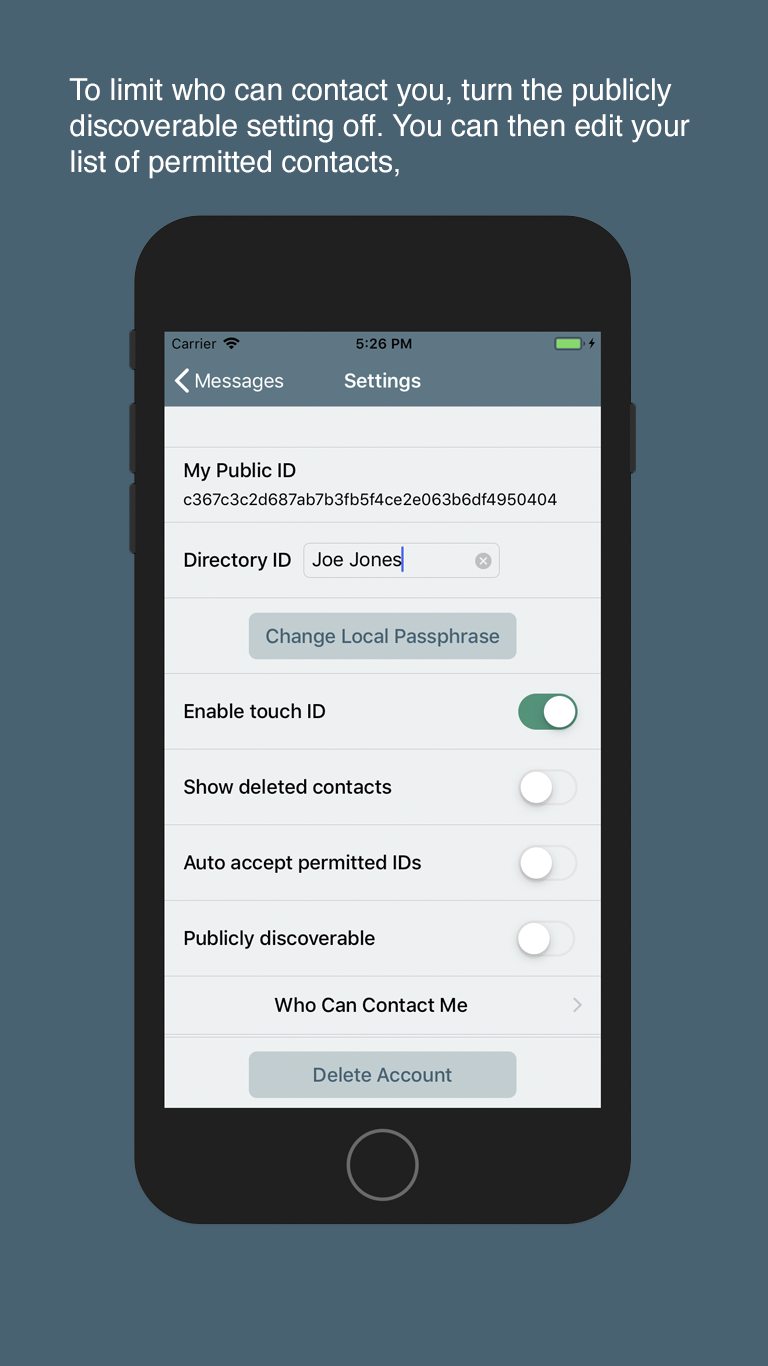 To limit who can contact you, turn the publicly
discoverable setting off. You can then edit your
list of permitted contacts,
Carrier 5:26 PM
Messages Settings
My Public ID
c367c3c2d687ab7b3fb5f4ce2e063b6df4950404
Directory ID Joe Jones
Change Local Passphrase
Enable touch ID
Show deleted contacts
Auto accept permitted IDs
Publicly discoverable
Who Can Contact Me
Delete Account